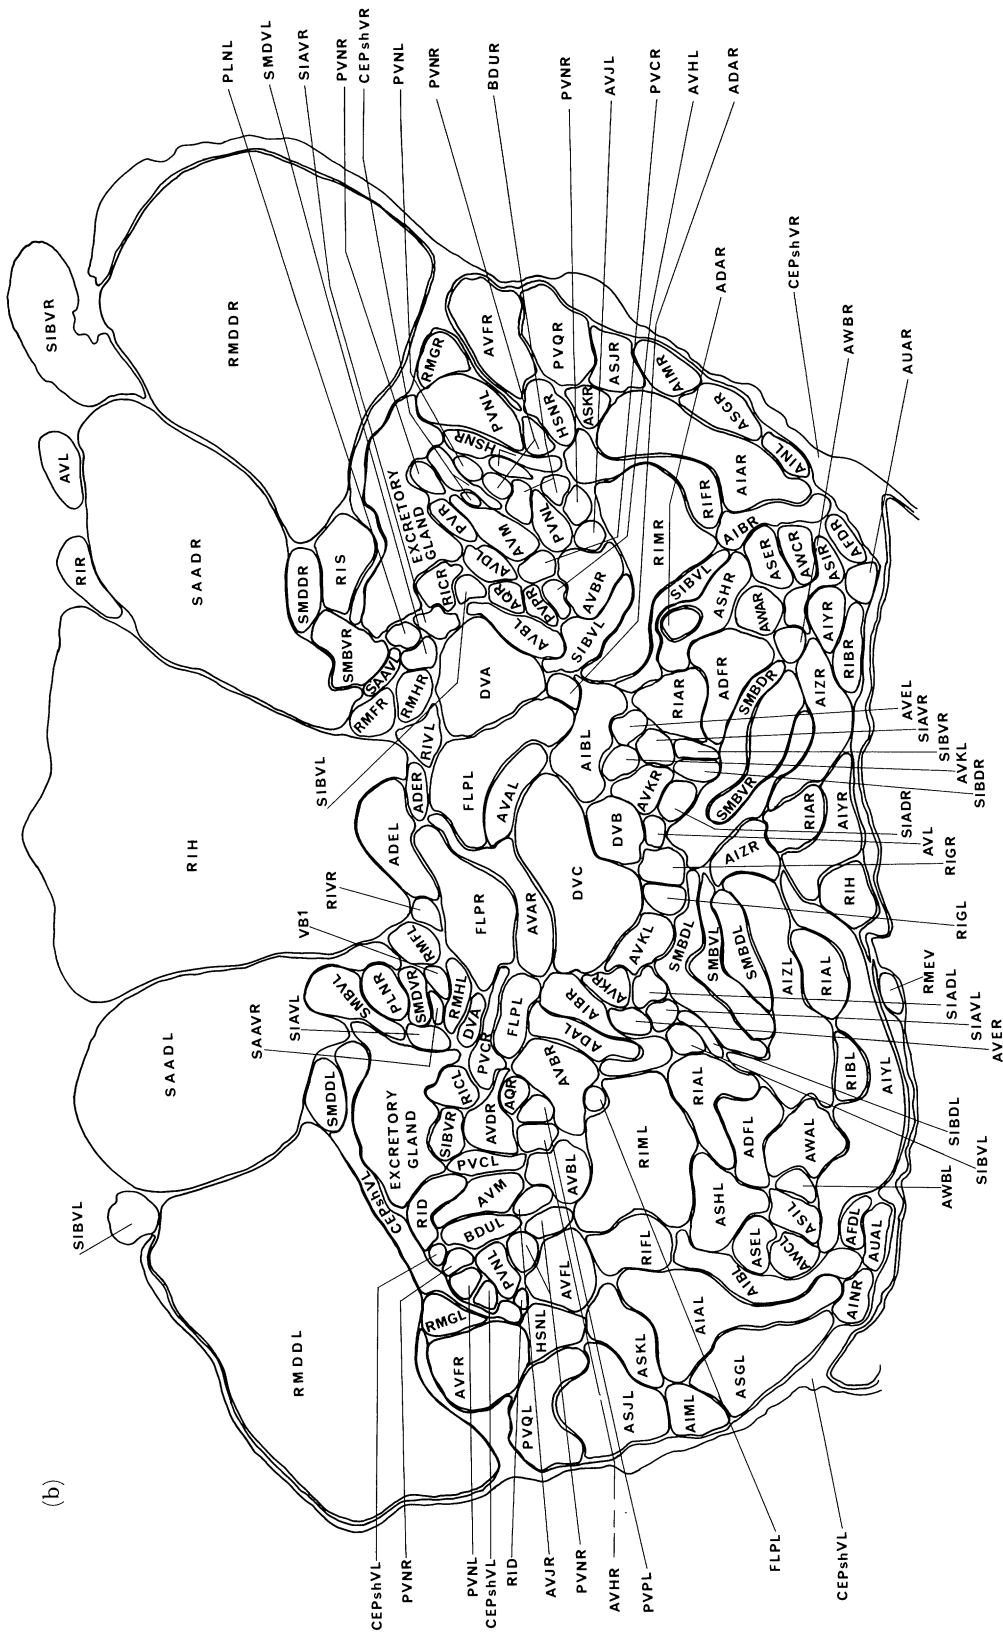 (b)
PLNL
SMDVL
SIAVR
PVNR
CEPshVR
PVNL
PVNR
BDUR
PVNR
AVJL
PVCR
AVHL
ADAR
SIBVR
RMDDR
AVL
RIR
SAADR
SMDDR
RIS
SMBVR
SAAVL
RMFR
RMHR
RIVL
ADER
SIBVL
EXCRETORY
GLAND
RICR
PVR
AVDL
AVM
AQR
PVPR
PVNL
HSNR
PVNL
RMGR
AVFR
PVQR
HSNR
ASKR
ASJR
AIMR
ASGR
AINL
AIAR
RIFR
AIBR
RIMR
ADAR
CEPshVR
AWBR
AUAR
AVBL
AVBR
SIBVL
DVA
SIBVL
ASHR
ASER
AWCR
ASIR
AFDR
AWAR
AIYR
RIBR
AIZR
ADFR
RIAR
SMBDR
SMBVR
RIAR
AIYR
AIZR
RIH
AIBL
AVKR
DVB
FLPL
AVAL
DVC
AVEL
SIAVR
SIBVR
AVKL
SIBDR
SIADR
AVL
RIGR
RIGL
RMEV
SIADL
SIAVL
AVER
SIBDL
SIBVL
AWBL
RIH
ADEL
RIVR
VB1
RMFL
FLPR
AVAR
AVKL
SMBDL
SMBVL
SMBDL
AIZL
RIAL
RIBL
AIYL
SAADL
SAAVR
SIAVL
SMBVL
PLNR
SMDVR
RMHL
DVA
PVCR
FLPL
AVKR
AIBR
ADAL
AVBR
SMDDL
EXCRETORY
GLAND
RICL
SIBVR
AVDR
AQR
PVCL
AVM
AVBL
RIML
RIAL
ADFL
AWAL
ASHL
ASIL
ASEL
AWCL
AFDL
AUAL
AINR
AIBL
RIFL
AIAL
SIBVL
CEPshVL
RID
BDUL
PVNL
AVFL
HSNL
RMGL
AVFR
PVQL
ASKL
ASJL
AIML
ASGL
RMDDL
CEPshVL
PVNR
PVNL
CEPshVL
RID
AVJR
PVNR
AVHR
PVPL
FLPL
CEPshVL